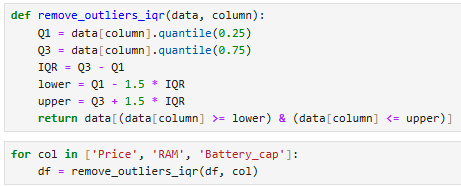 def remove_outliers_iqr(data, column):
    Q1 = data[column].quantile(0.25)
    Q3 = data[column].quantile(0.75)
    IQR = Q3 - Q1
    lower = Q1 - 1.5 * IQR
    upper = Q3 + 1.5 * IQR
    return data[(data[column] >= lower) & (data[column] <= upper)]
for col in ['Price', 'RAM', 'Battery_cap']:
    df = remove_outliers_iqr(df, col)